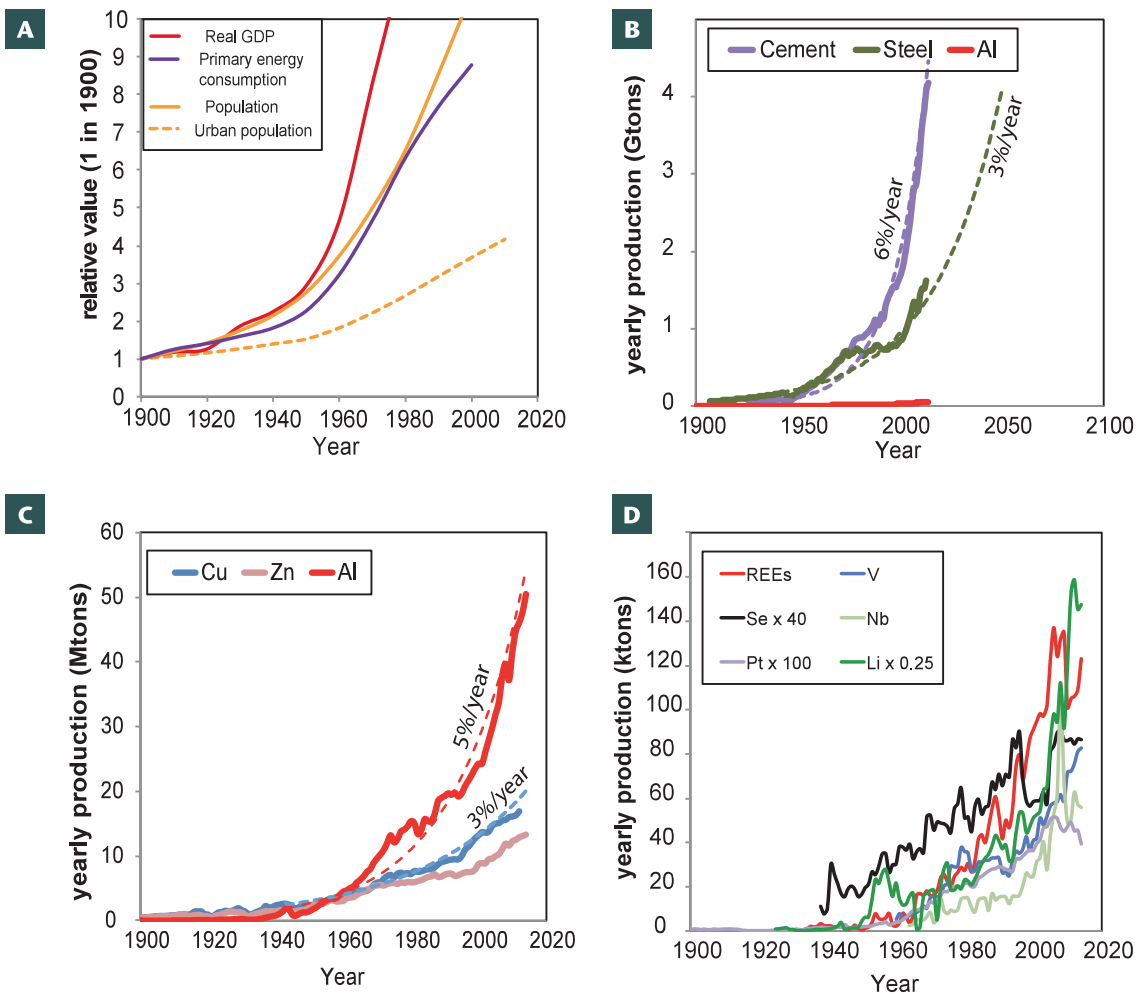 A
relative value (1 in 1900)
10
9
8
7
6
5
4
3
2
1
0
Real GDP
Primary energy
consumption
Population
Urban population
1900 1920 1940 1960 1980 2000 2020
Year
B
yearly production (Gtons)
Cement Steel Al
4
3
2
1
0
6%/year
3%/year
1900 1950 2000 2050 2100
Year
C
yearly production (Mtons)
60
50
40
30
20
10
0
Cu Zn Al
5%/year
3%/year
1900 1920 1940 1960 1980 2000 2020
Year
D
yearly production (ktons)
160
140
120
100
80
60
40
20
0
REEs V
Se x 40 Nb
Pt x 100 Li x 0.25
1900 1920 1940 1960 1980 2000 2020
Year